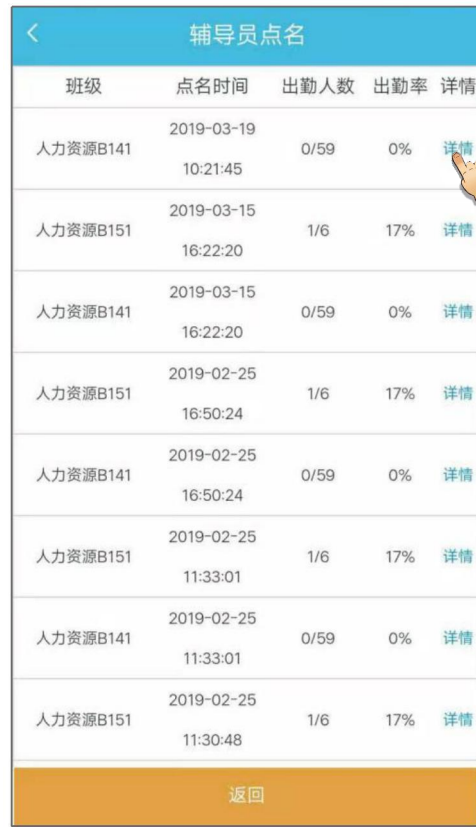 辅导员点名
班级 点名时间 出勤人数 出勤率 详情
人力资源B141 2019-03-19 10:21:45 0/59 0% 详情
人力资源B151 2019-03-15 16:22:20 1/6 17% 详情
人力资源B141 2019-03-15 16:22:20 0/59 0% 详情
人力资源B151 2019-02-25 16:50:24 1/6 17% 详情
人力资源B141 2019-02-25 16:50:24 0/59 0% 详情
人力资源B151 2019-02-25 11:33:01 1/6 17% 详情
人力资源B141 2019-02-25 11:33:01 0/59 0% 详情
人力资源B151 2019-02-25 11:30:48 1/6 17% 详情
返回